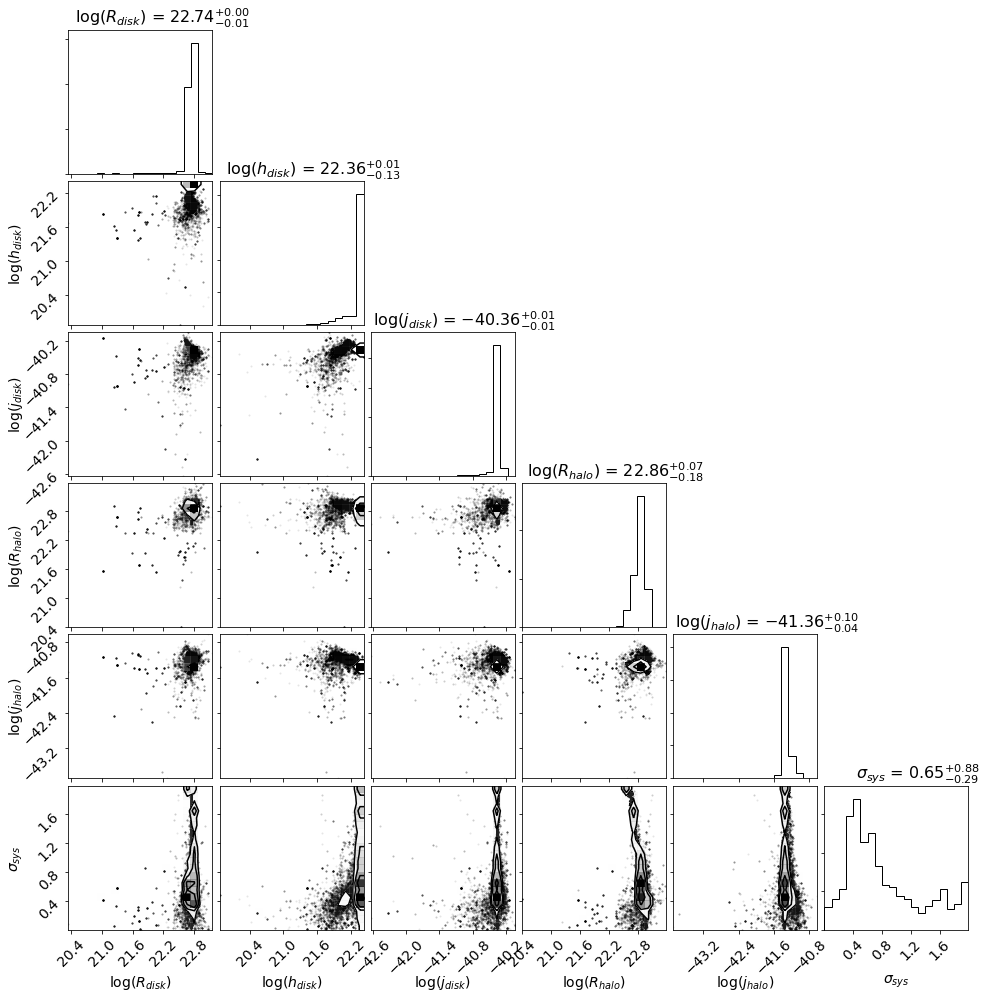 log(R_disk) = 22.74^{+0.00}_{−0.01}
log(h_disk) = 22.36^{+0.01}_{−0.13}
log(h_disk)
22.2
21.6
21.0
20.4
log(j_disk) = −40.36^{+0.01}_{−0.01}
log(j_disk)
−40.2
−40.8
−41.4
−42.0
−42.6
log(R_halo) = 22.86^{+0.07}_{−0.18}
log(R_halo)
22.8
22.2
21.6
21.0
20.4
log(j_halo) = −41.36^{+0.10}_{−0.04}
log(j_halo)
−40.8
−41.6
−42.4
−43.2
σ_sys = 0.65^{+0.88}_{−0.29}
σ_sys
1.6
1.2
0.8
0.4
20.4 21.0 21.6 22.2 22.8 20.4 21.0 21.6 22.2 −42.6 −42.0 −41.4 −40.8 −40.2 20.4 21.0 21.6 22.2 22.8 −43.2 −42.4 −41.6 −40.8 0.4 0.8 1.2 1.6
log(R_disk) log(h_disk) log(j_disk) log(R_halo) log(j_halo) σ_sys